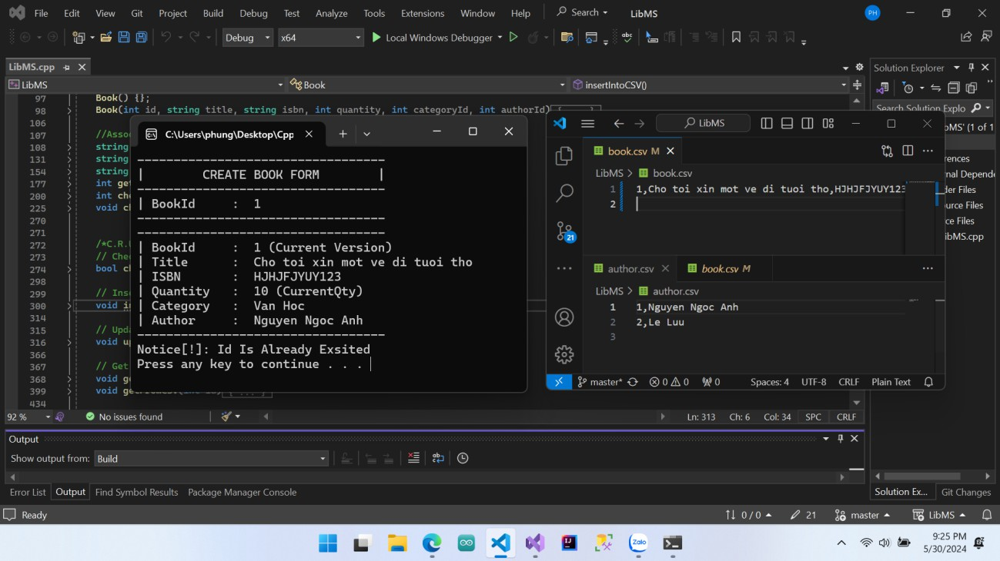 File Edit View Git Project Build Debug Test Analyze Tools Extensions Window Help Search LibMS PH
Debug x64 Local Windows Debugger
LibMS.cpp
Solution Explorer
LibMS Book insertIntoCSV()
Search Solution Explo
97 Book() {};
98 Book(int id, string title, string isbn, int quantity, int categoryId, int authorId)
106
107 //Asso
108 string
131 string
154 string
177 int get
200 int che
225 void ch
270
271
272 /*C.R.U
273 // Chec
274 bool ch
298
299 // Inse
300 void in
314
315 // Upda
316 void up
366
367 // Get
368 void ge
399
434
C:\Users\phung\Desktop\Cpp
----------------------------------
| CREATE BOOK FORM |
----------------------------------
| BookId : 1
----------------------------------
----------------------------------
| BookId : 1 (Current Version)
| Title : Cho toi xin mot ve di tuoi tho
| ISBN : HJHJFJYUY123
| Quantity : 10 (CurrentQty)
| Category : Van Hoc
| Author : Nguyen Ngoc Anh
----------------------------------
Notice[!]: Id Is Already Exsited
Press any key to continue . . .
LibMS
book.csv M
LibMS > book.csv
1 1,Cho toi xin mot ve di tuoi tho,HJHJFJYUY123
2
21
author.csv book.csv M
LibMS > author.csv
1 1,Nguyen Ngoc Anh
2 2,Le Luu
3
master* 0 0 0 Spaces: 4 UTF-8 CRLF Plain Text
bMS' (1 of 1
rences
rnal Depende
der Files
urce Files
ce Files
ibMS.cpp
92 % No issues found Ln: 313 Ch: 6 Col: 34 SPC CRLF
Output
Show output from: Build
Error List Output Find Symbol Results Package Manager Console
Solution Ex... Git Changes
Ready 0 / 0 21 master LibMS
Zalo
9:25 PM
5/30/2024